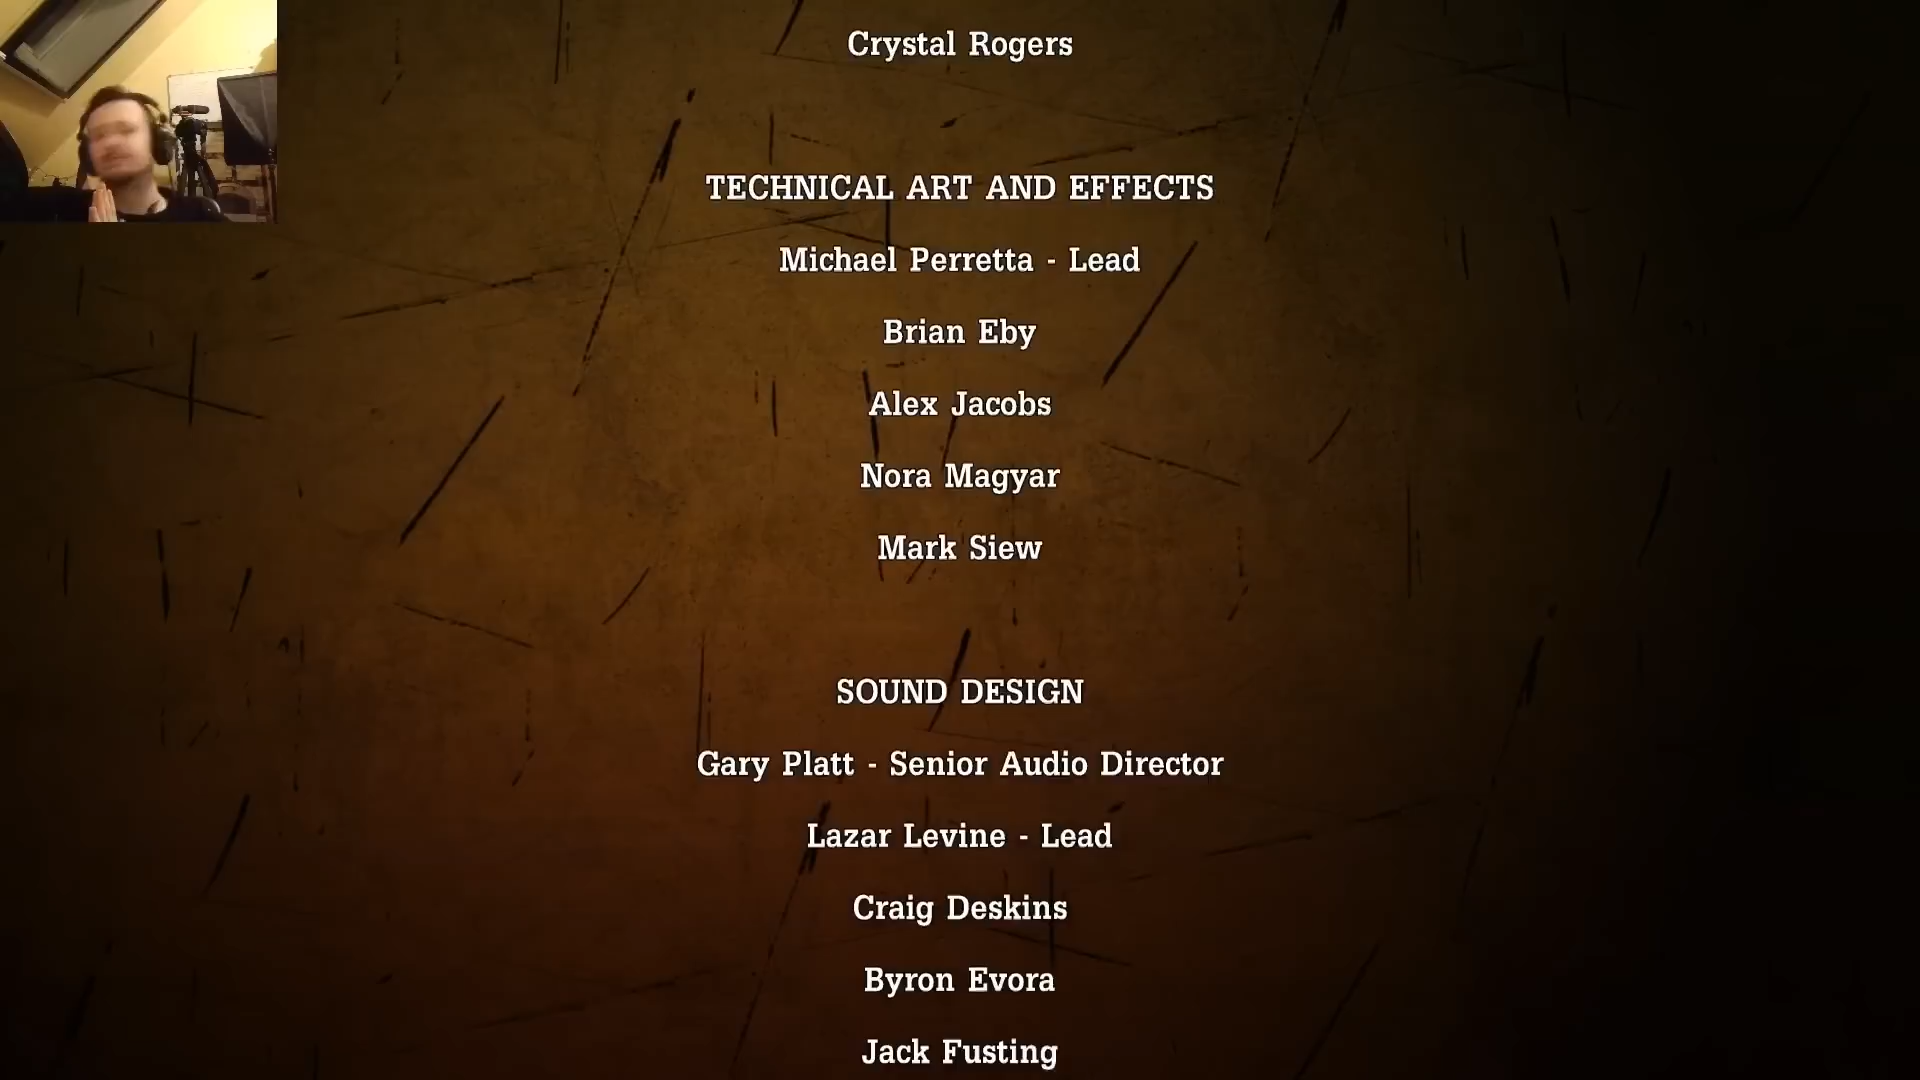 Crystal Rogers
TECHNICAL ART AND EFFECTS
Michael Perretta - Lead
Brian Eby
Alex Jacobs
Nora Magyar
Mark Siew
SOUND DESIGN
Gary Platt - Senior Audio Director
Lazar Levine - Lead
Craig Deskins
Byron Evora
Jack Fusting